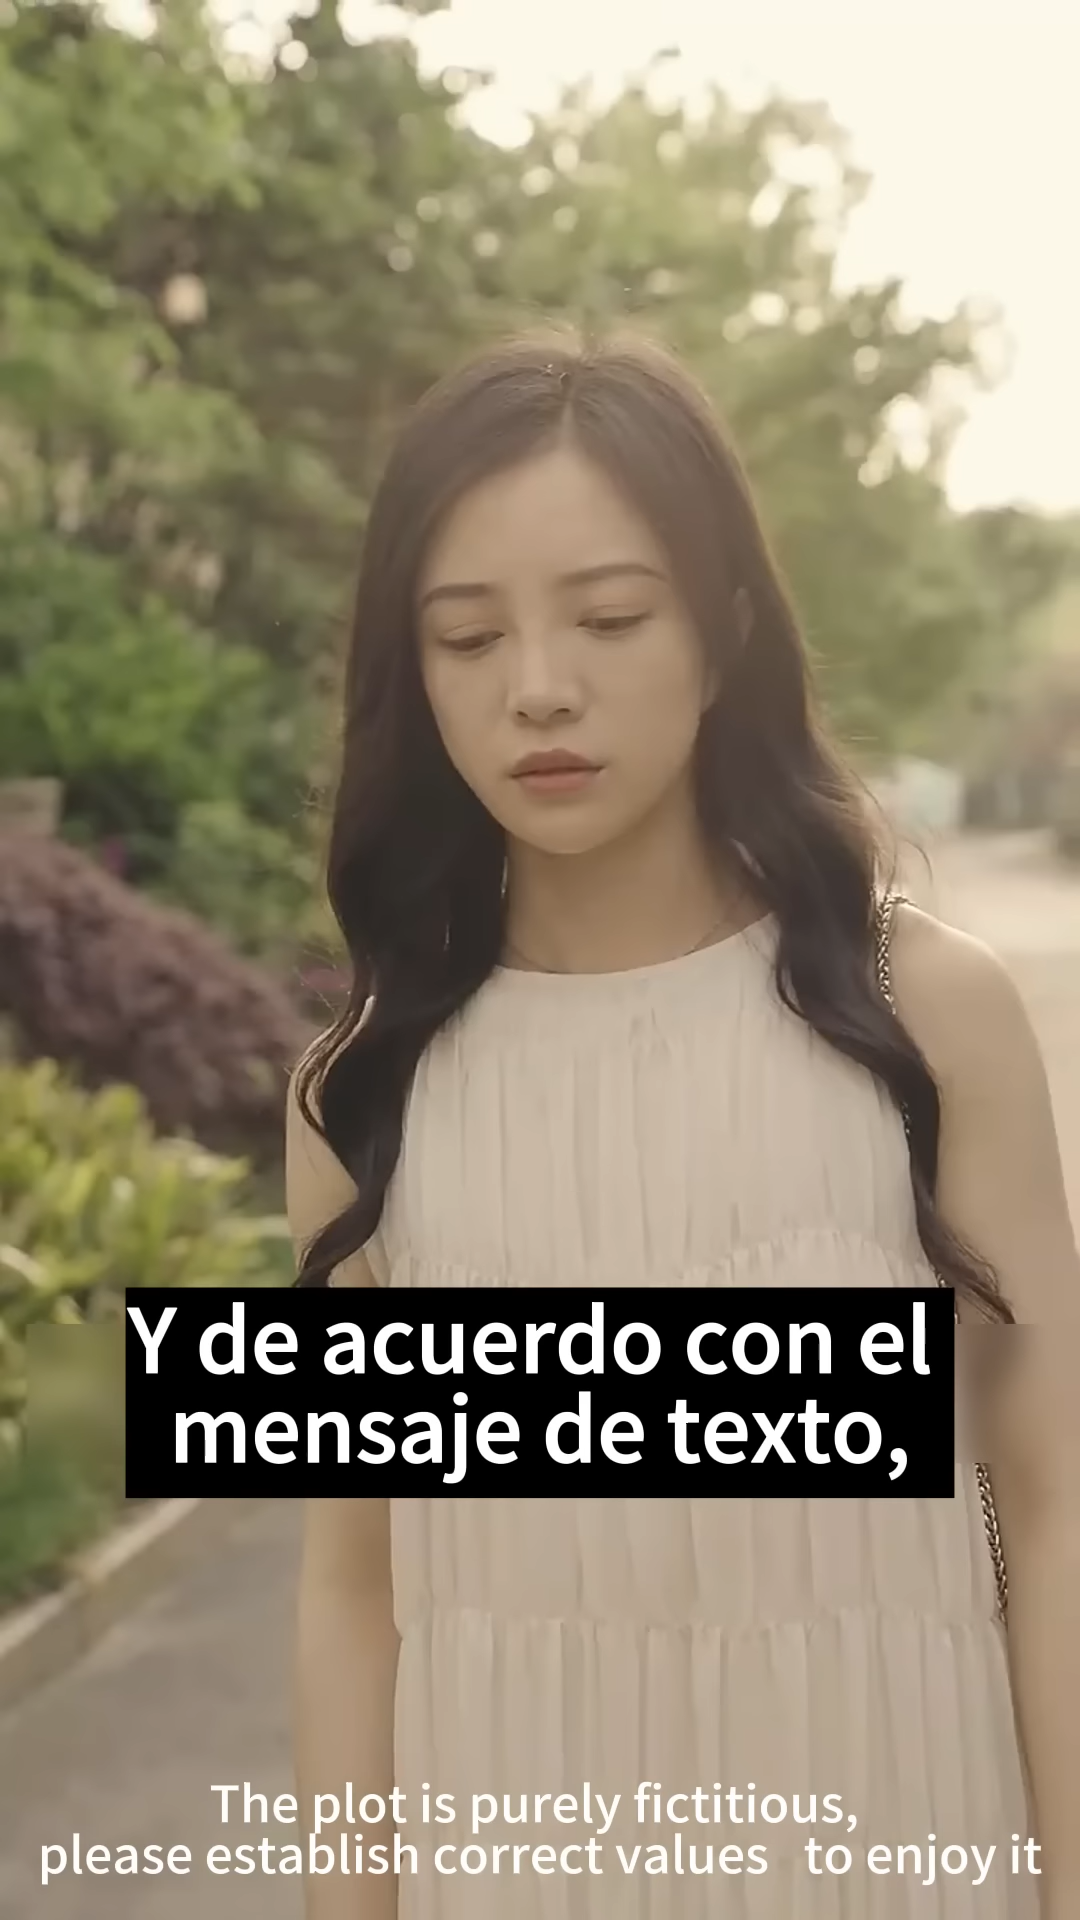 Y de acuerdo con el
mensaje de texto,
The plot is purely fictitious,
please establish correct values to enjoy it